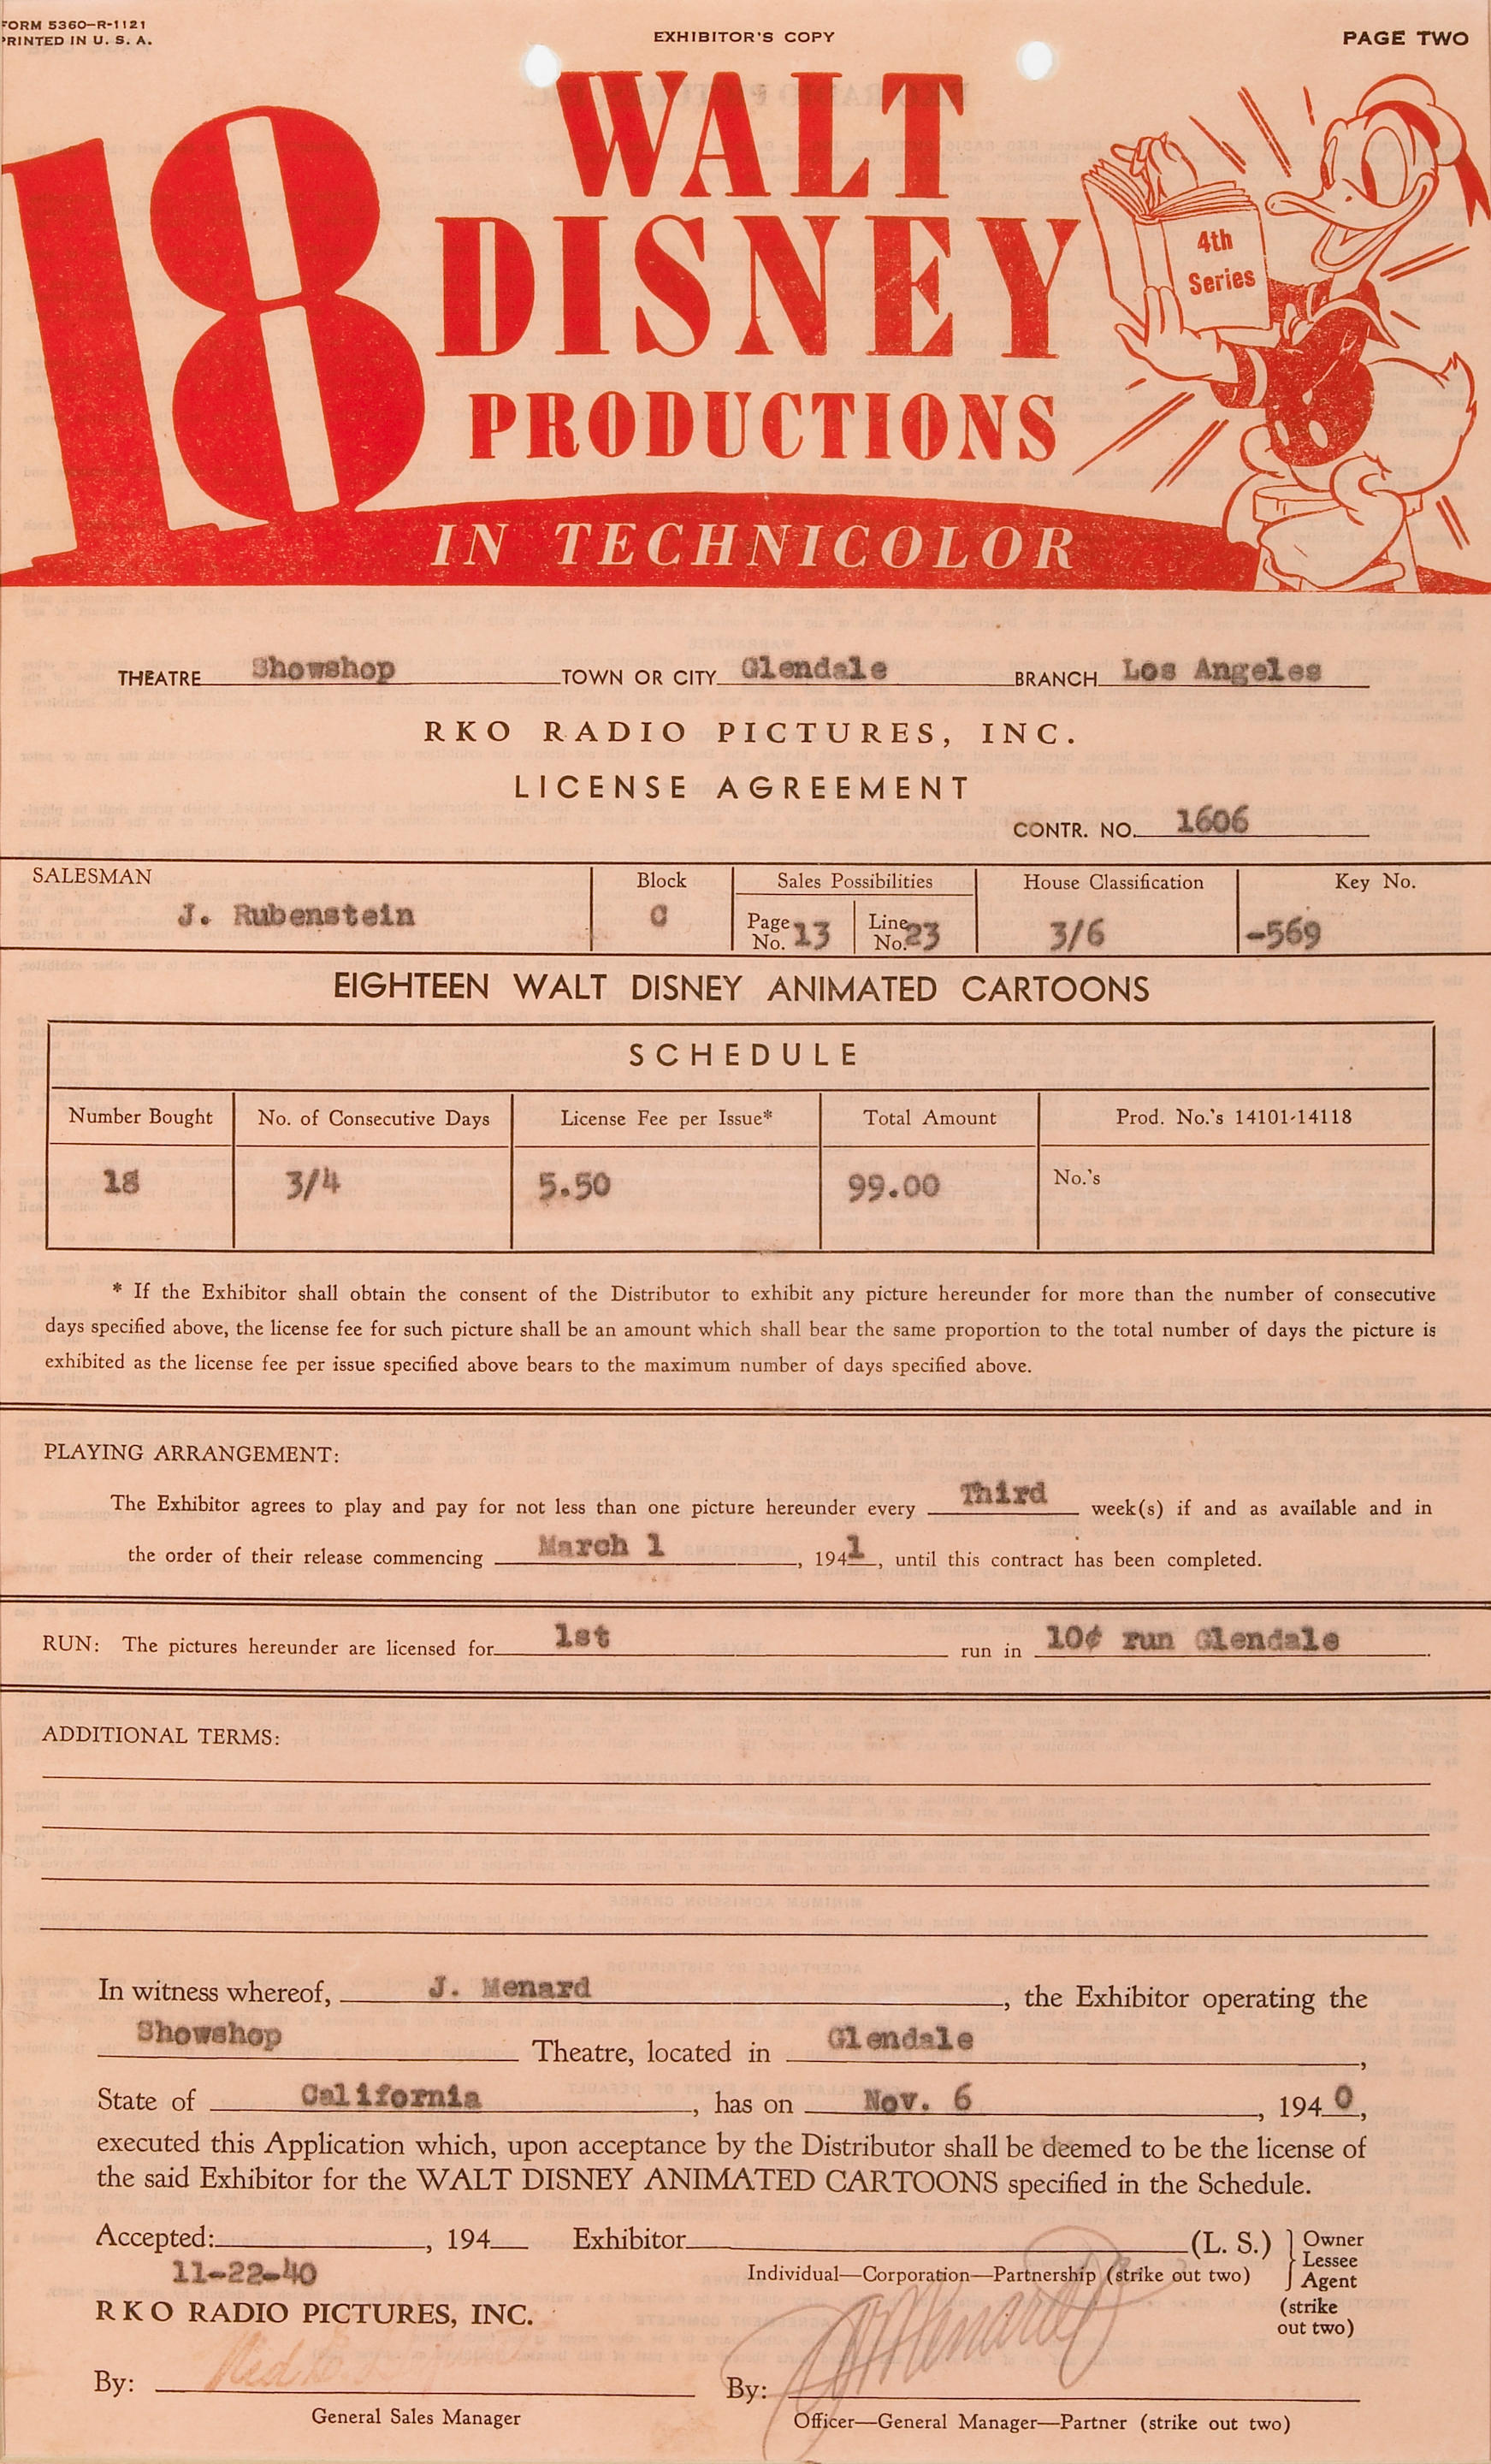 FORM 5360-R-1121
PRINTED IN U. S. A.
EXHIBITOR'S COPY
PAGE TWO
18 WALT
DISNEY
PRODUCTIONS
IN TECHNICOLOR
4th
Series
THEATRE Showshop TOWN OR CITY Glendale BRANCH Los Angeles
RKO RADIO PICTURES, INC.
LICENSE AGREEMENT
CONTR. NO. 1606
SALESMAN Block Sales Possibilities House Classification Key No.
J. Rubenstein C Page No. 13 Line No. 23 3/6 -569
EIGHTEEN WALT DISNEY ANIMATED CARTOONS
SCHEDULE
Number Bought No. of Consecutive Days License Fee per Issue* Total Amount Prod. No.'s 14101-14118
18 3/4 5.50 99.00 No.'s
* If the Exhibitor shall obtain the consent of the Distributor to exhibit any picture hereunder for more than the number of consecutive
days specified above, the license fee for such picture shall be an amount which shall bear the same proportion to the total number of days the picture is
exhibited as the license fee per issue specified above bears to the maximum number of days specified above.
PLAYING ARRANGEMENT:
The Exhibitor agrees to play and pay for not less than one picture hereunder every Third week(s) if and as available and in
the order of their release commencing March 1, 1941, until this contract has been completed.
RUN: The pictures hereunder are licensed for 1st run in 10¢ run Glendale
ADDITIONAL TERMS:
In witness whereof, J. Menard, the Exhibitor operating the
Showshop Theatre, located in Glendale,
State of California, has on Nov. 6, 1940,
executed this Application which, upon acceptance by the Distributor shall be deemed to be the license of
the said Exhibitor for the WALT DISNEY ANIMATED CARTOONS specified in the Schedule.
Accepted: , 194 Exhibitor (L. S.) Owner
Lessee
Agent
(strike
out two)
11-22-40
Individual—Corporation—Partnership (strike out two)
RKO RADIO PICTURES, INC.
J Menard
By: By:
General Sales Manager
Officer—General Manager—Partner (strike out two)